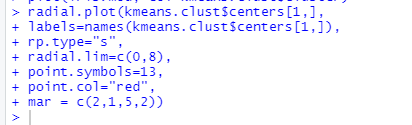 > radial.plot(kmeans.clust$centers[1,],
+ labels=names(kmeans.clust$centers[1,]),
+ rp.type="s",
+ radial.lim=c(0,8),
+ point.symbols=13,
+ point.col="red",
+ mar = c(2,1,5,2))
>